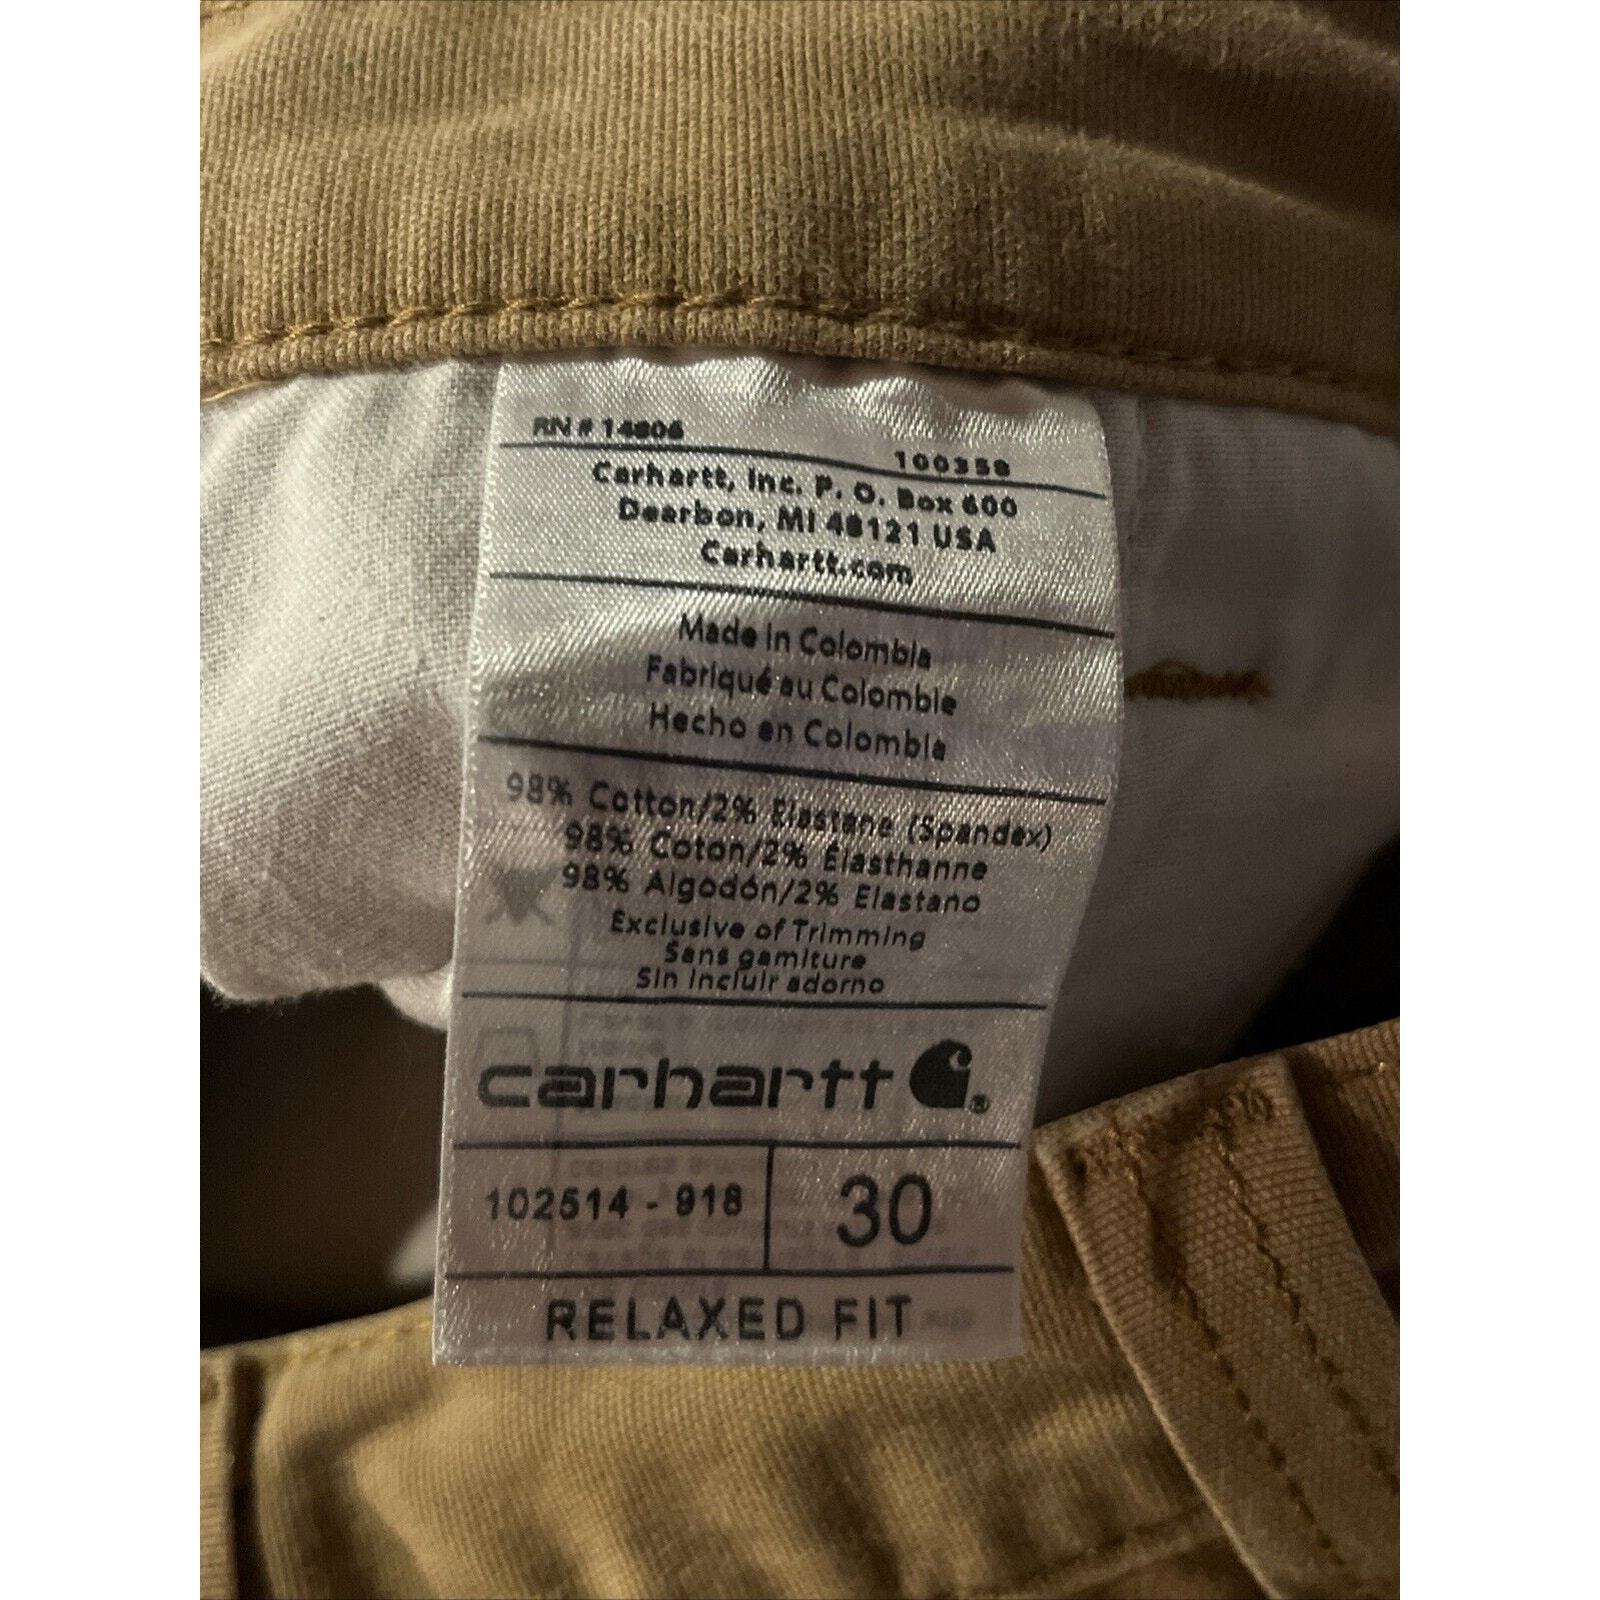 RN # 14806
100358
Carhartt, Inc. P. O. Box 600
Dearbon, MI 48121 USA
Carhartt.com
Made in Colombia
Fabriqué au Colombie
Hecho en Colombia
98% Cotton/2% Elastane (Spandex)
98% Coton/2% Élasthanne
98% Algodón/2% Elastano
Exclusive of Trimming
Sans garniture
Sin incluir adorno
carhartt ®
102514 - 918
30
RELAXED FIT